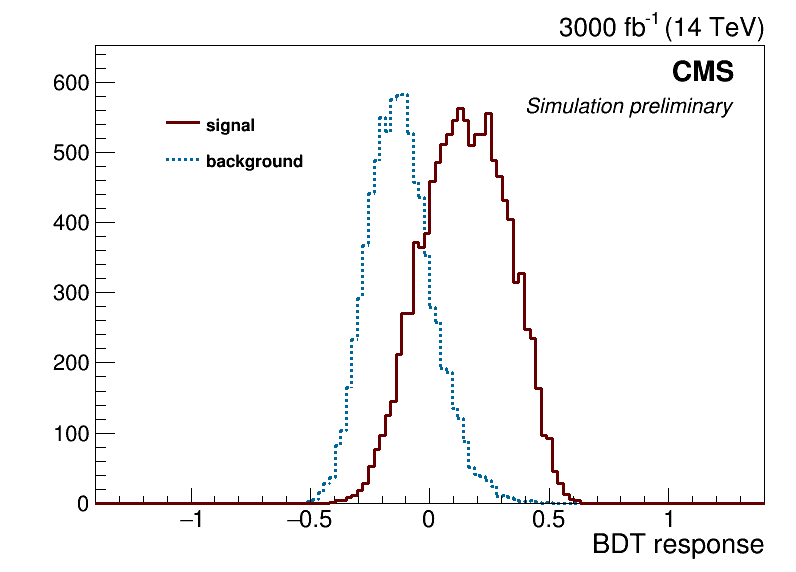 3000 fb⁻¹ (14 TeV)
CMS
Simulation preliminary
signal
background
600
500
400
300
200
100
0
−1
−0.5
0
0.5
1
BDT response